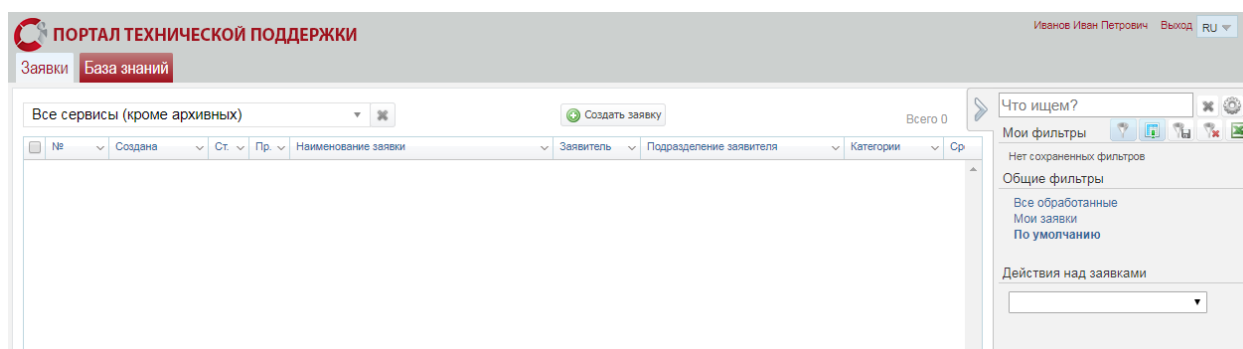 ПОРТАЛ ТЕХНИЧЕСКОЙ ПОДДЕРЖКИ
Иванов Иван Петрович Выход RU
Заявки База знаний
Все сервисы (кроме архивных)
Создать заявку
Всего 0
№ Создана Ст. Пр. Наименование заявки Заявитель Подразделение заявителя Категории Ср
Что ищем?
Мои фильтры
Нет сохраненных фильтров
Общие фильтры
Все обработанные
Мои заявки
По умолчанию
Действия над заявками